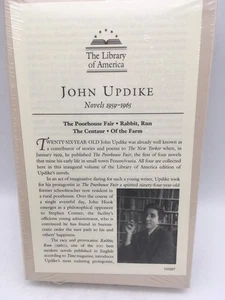 The Library
of America
JOHN UPDIKE
Novels 1959–1965
The Poorhouse Fair • Rabbit, Run
The Centaur • Of the Farm
TWENTY-SIX-YEAR-OLD John Updike was already well known as
a contributor of stories and poems to The New Yorker when, in
January 1959, he published The Poorhouse Fair, the first of four novels
that mine his early life in small town Pennsylvania. All four are collected
here in this inaugural volume of the Library of America edition of
Updike's novels.
In an act of imaginative daring for such a young writer, Updike took
for his protagonist in The Poorhouse Fair a spirited ninety-four-year-old
former schoolteacher now resident in
a rural poorhouse. Over the course of
a single eventful day, John Hook
emerges as a philosophical opponent
to Stephen Conner, the facility's
officious young administrator, who is
convinced he has found in bureau-
cratic order the sure path to his and
others' happiness.
The racy and provocative Rabbit,
Run (1960), one of the first
modern novels published in English
according to Time magazine, introduces
Updike's most enduring protagonist,